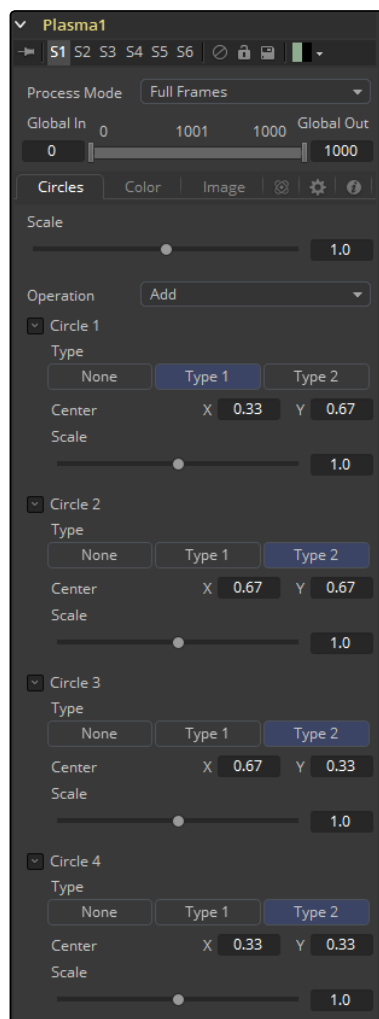 Plasma1
S1 S2 S3 S4 S5 S6
Process Mode Full Frames
Global In 0 1001 1000 Global Out
0 1000
Circles Color Image
Scale
1.0
Operation Add
Circle 1
Type
None Type 1 Type 2
Center X 0.33 Y 0.67
Scale
1.0
Circle 2
Type
None Type 1 Type 2
Center X 0.67 Y 0.67
Scale
1.0
Circle 3
Type
None Type 1 Type 2
Center X 0.67 Y 0.33
Scale
1.0
Circle 4
Type
None Type 1 Type 2
Center X 0.33 Y 0.33
Scale
1.0